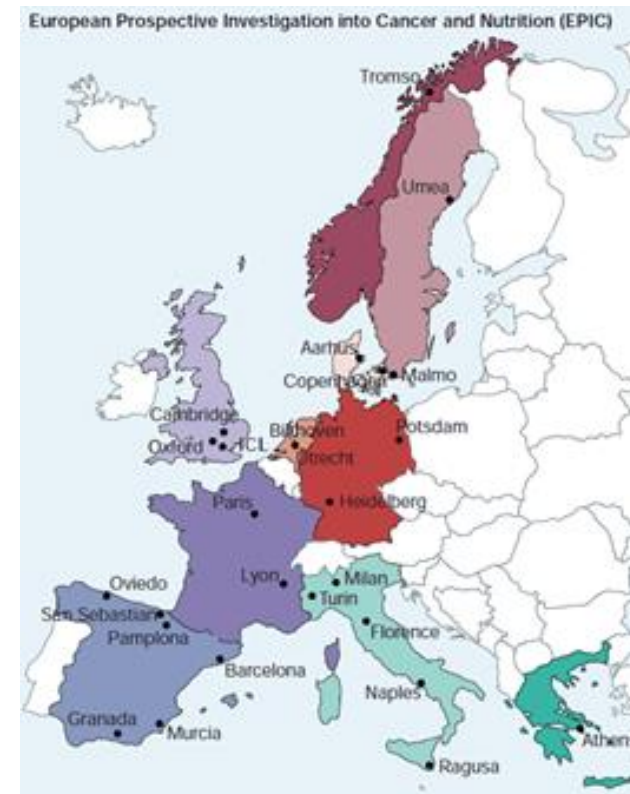 European Prospective Investigation into Cancer and Nutrition (EPIC)
Tromso
Umea
Aarhus
Copenhagen
Malmo
Cambridge
Bilthoven
Potsdam
Oxford
ICL
Utrecht
Paris
Heidelberg
Lyon
Milan
Oviedo
Turin
San Sebastian
Florence
Pamplona
Barcelona
Naples
Granada
Murcia
Athen
Ragusa